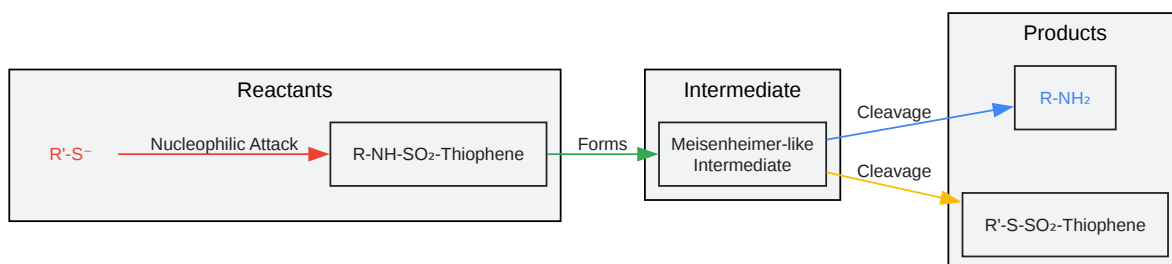 Products
Reactants
Intermediate
R-NH₂
Cleavage
R'-S⁻
Nucleophilic Attack
R-NH-SO₂-Thiophene
Forms
Meisenheimer-like
Intermediate
Cleavage
R'-S-SO₂-Thiophene